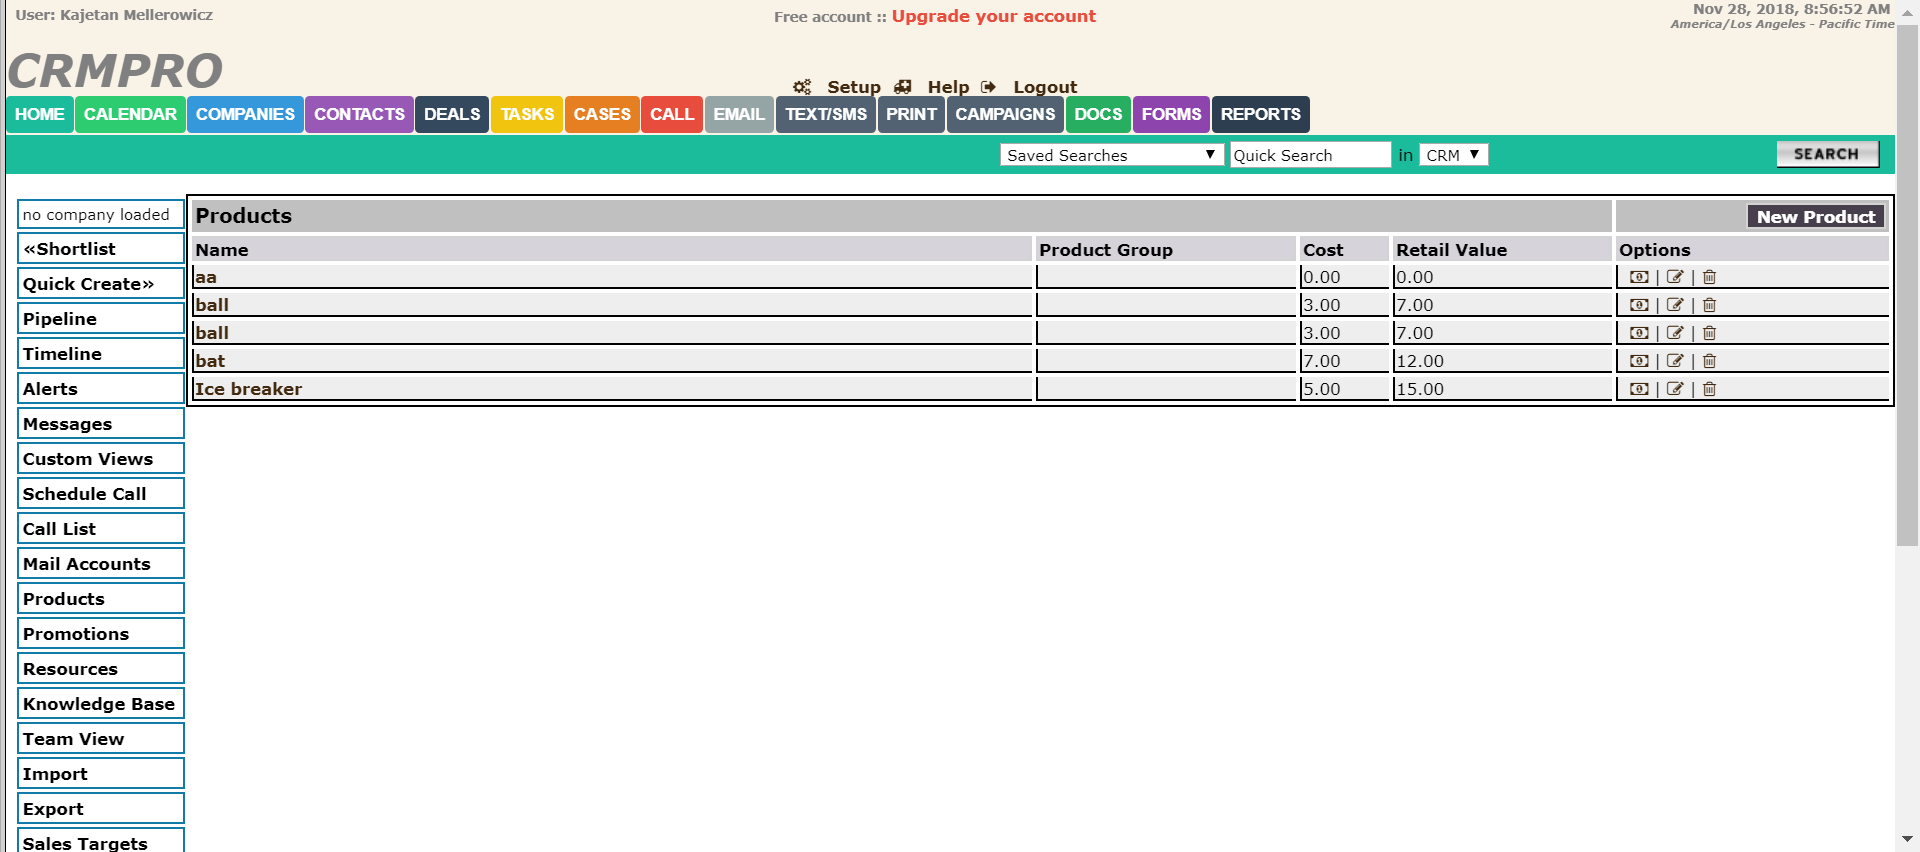 User: Kajetan Mellerowicz
Free account :: Upgrade your account
Nov 28, 2018, 8:56:52 AM
America/Los Angeles - Pacific Time
CRMPRO
Setup Help Logout
HOME CALENDAR COMPANIES CONTACTS DEALS TASKS CASES CALL EMAIL TEXT/SMS PRINT CAMPAIGNS DOCS FORMS REPORTS
Saved Searches Quick Search in CRM SEARCH
no company loaded
«Shortlist
Quick Create»
Pipeline
Timeline
Alerts
Messages
Custom Views
Schedule Call
Call List
Mail Accounts
Products
Promotions
Resources
Knowledge Base
Team View
Import
Export
Sales Targets
Products New Product
Name Product Group Cost Retail Value Options
aa 0.00 0.00 | |
ball 3.00 7.00 | |
ball 3.00 7.00 | |
bat 7.00 12.00 | |
Ice breaker 5.00 15.00 | |